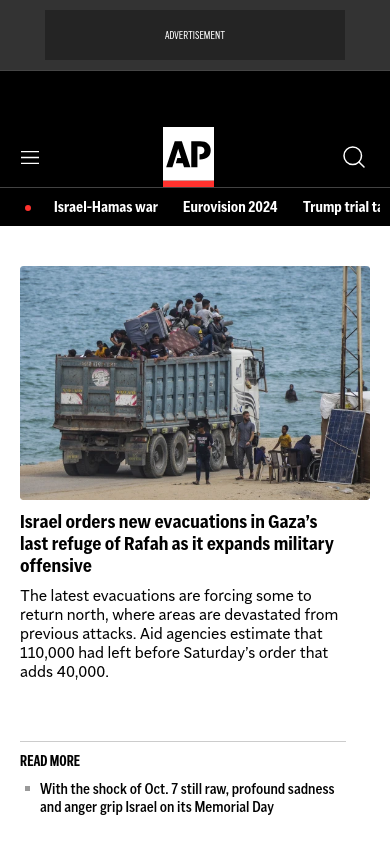 ADVERTISEMENT
AP
Israel-Hamas war Eurovision 2024 Trump trial ta
Israel orders new evacuations in Gaza’s
last refuge of Rafah as it expands military
offensive
The latest evacuations are forcing some to
return north, where areas are devastated from
previous attacks. Aid agencies estimate that
110,000 had left before Saturday’s order that
adds 40,000.
READ MORE
With the shock of Oct. 7 still raw, profound sadness
and anger grip Israel on its Memorial Day